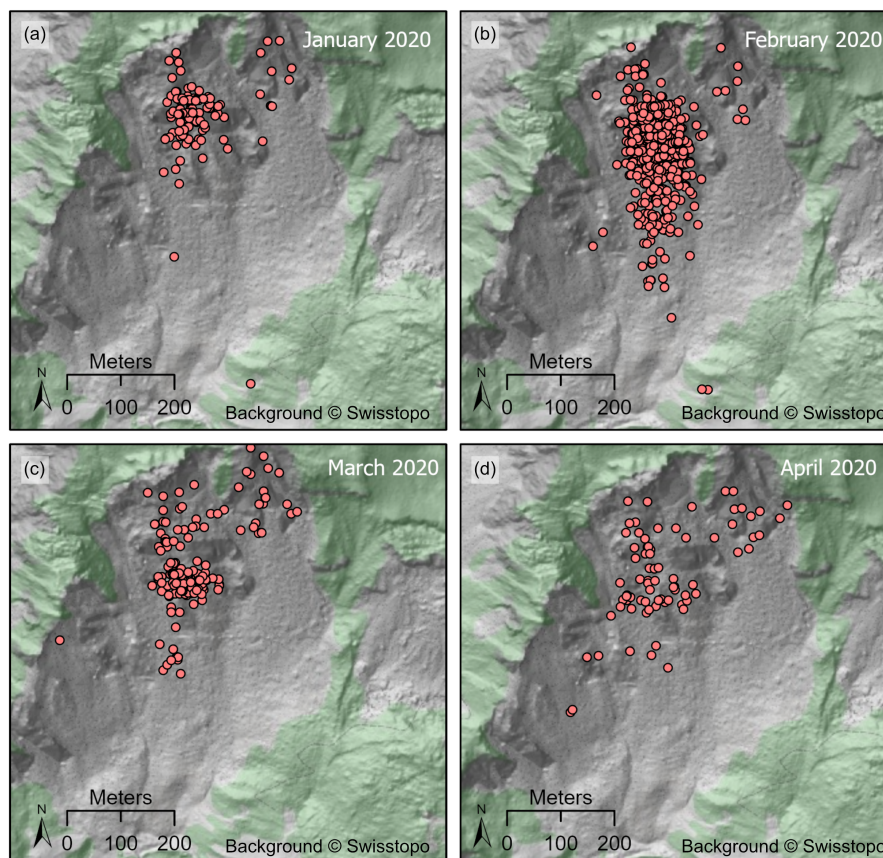 (a)
January 2020
Meters
N
0 100 200
Background © Swisstopo
(b)
February 2020
Meters
N
0 100 200
Background © Swisstopo
(c)
March 2020
Meters
N
0 100 200
Background © Swisstopo
(d)
April 2020
Meters
N
0 100 200
Background © Swisstopo